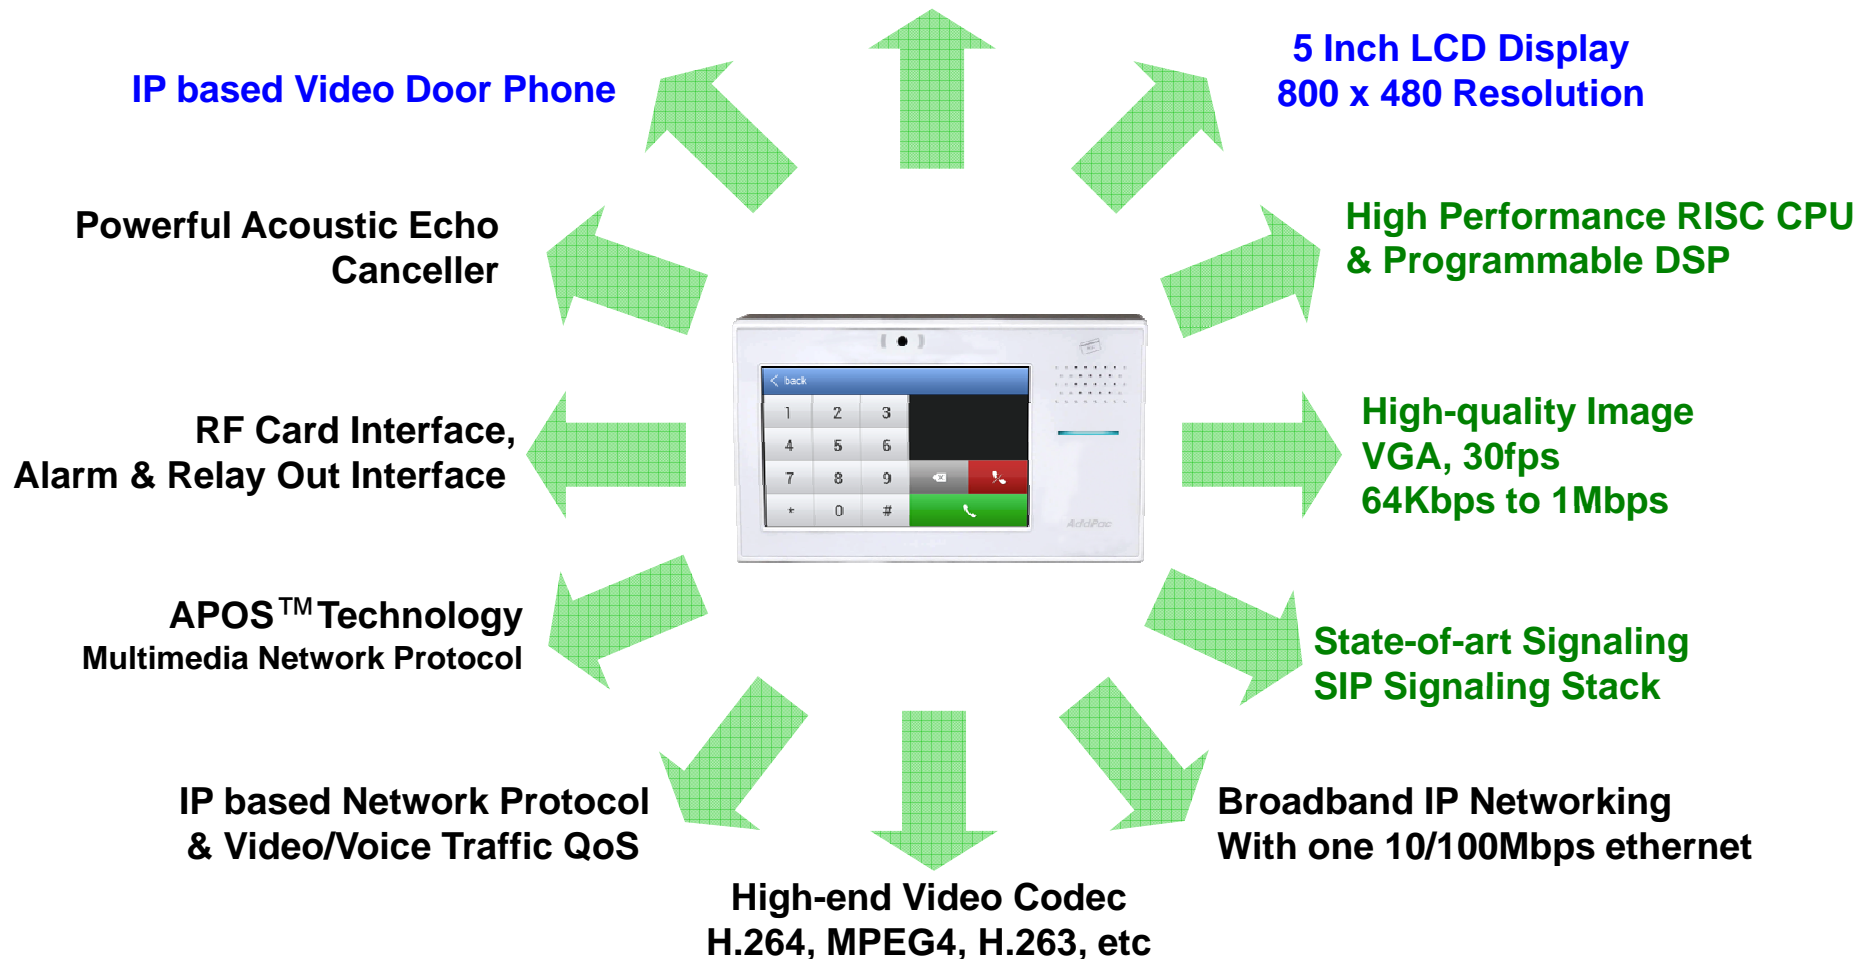 IP based Video Door Phone
5 Inch LCD Display
800 x 480 Resolution
Powerful Acoustic Echo
Canceller
High Performance RISC CPU
& Programmable DSP
back
1 2 3
4 5 6
7 8 9
* 0 #
AddPac
RF Card Interface,
Alarm & Relay Out Interface
High-quality Image
VGA, 30fps
64Kbps to 1Mbps
APOS™Technology
Multimedia Network Protocol
State-of-art Signaling
SIP Signaling Stack
IP based Network Protocol
& Video/Voice Traffic QoS
Broadband IP Networking
With one 10/100Mbps ethernet
High-end Video Codec
H.264, MPEG4, H.263, etc